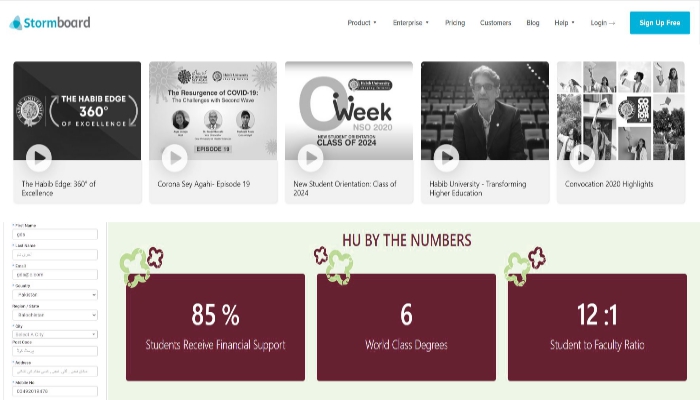 Stormboard
Product
Enterprise
Pricing
Customers
Blog
Help
Login →
Sign Up Free
THE HABIB EDGE
360°
OF EXCELLENCE
The Resurgence of COVID-19:
The Challenges with Second Wave
EPISODE 19
Week
NSO 2020
NEW STUDENT ORIENTATION
CLASS OF 2024
The Habib Edge: 360° of
Excellence
Corona Sey Agahi- Episode 19
New Student Orientation: Class of
2024
Habib University - Transforming
Higher Education
Convocation 2020 Highlights
* First Name
* Last Name
* Email
* Country
Pakistan
Region / State
Balochistan
* City
Select A City
Post Code
* Address
* Mobile No
HU BY THE NUMBERS
85 %
Students Receive Financial Support
6
World Class Degrees
12 :1
Student to Faculty Ratio